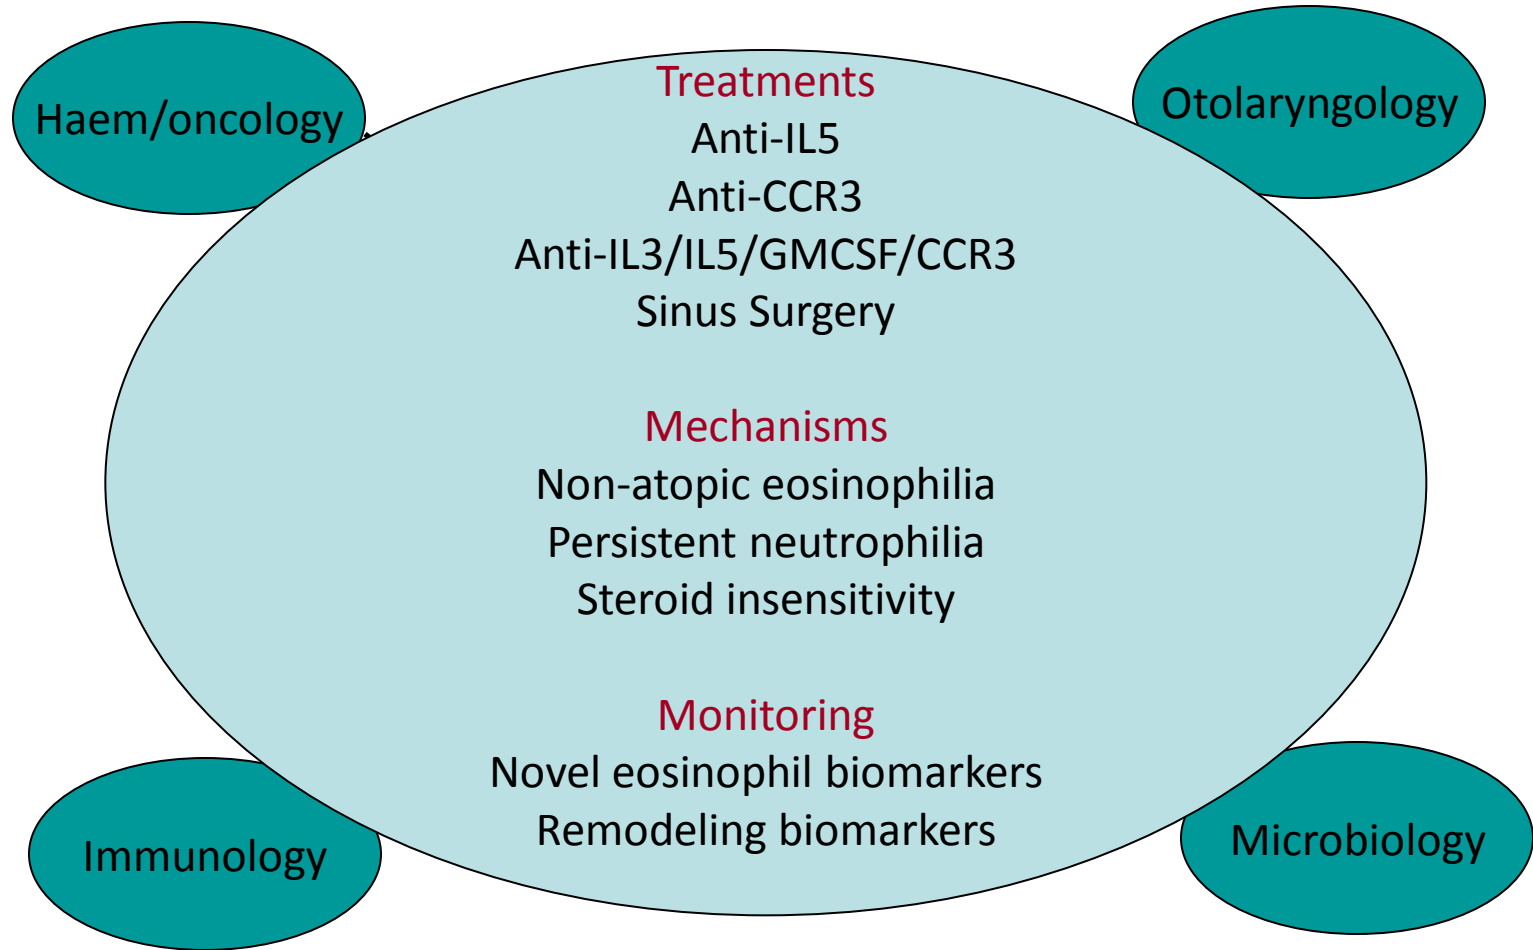 Haem/oncology
Otolaryngology
Treatments
Anti-IL5
Anti-CCR3
Anti-IL3/IL5/GMCSF/CCR3
Sinus Surgery
Mechanisms
Non-atopic eosinophilia
Persistent neutrophilia
Steroid insensitivity
Monitoring
Novel eosinophil biomarkers
Remodeling biomarkers
Immunology
Microbiology